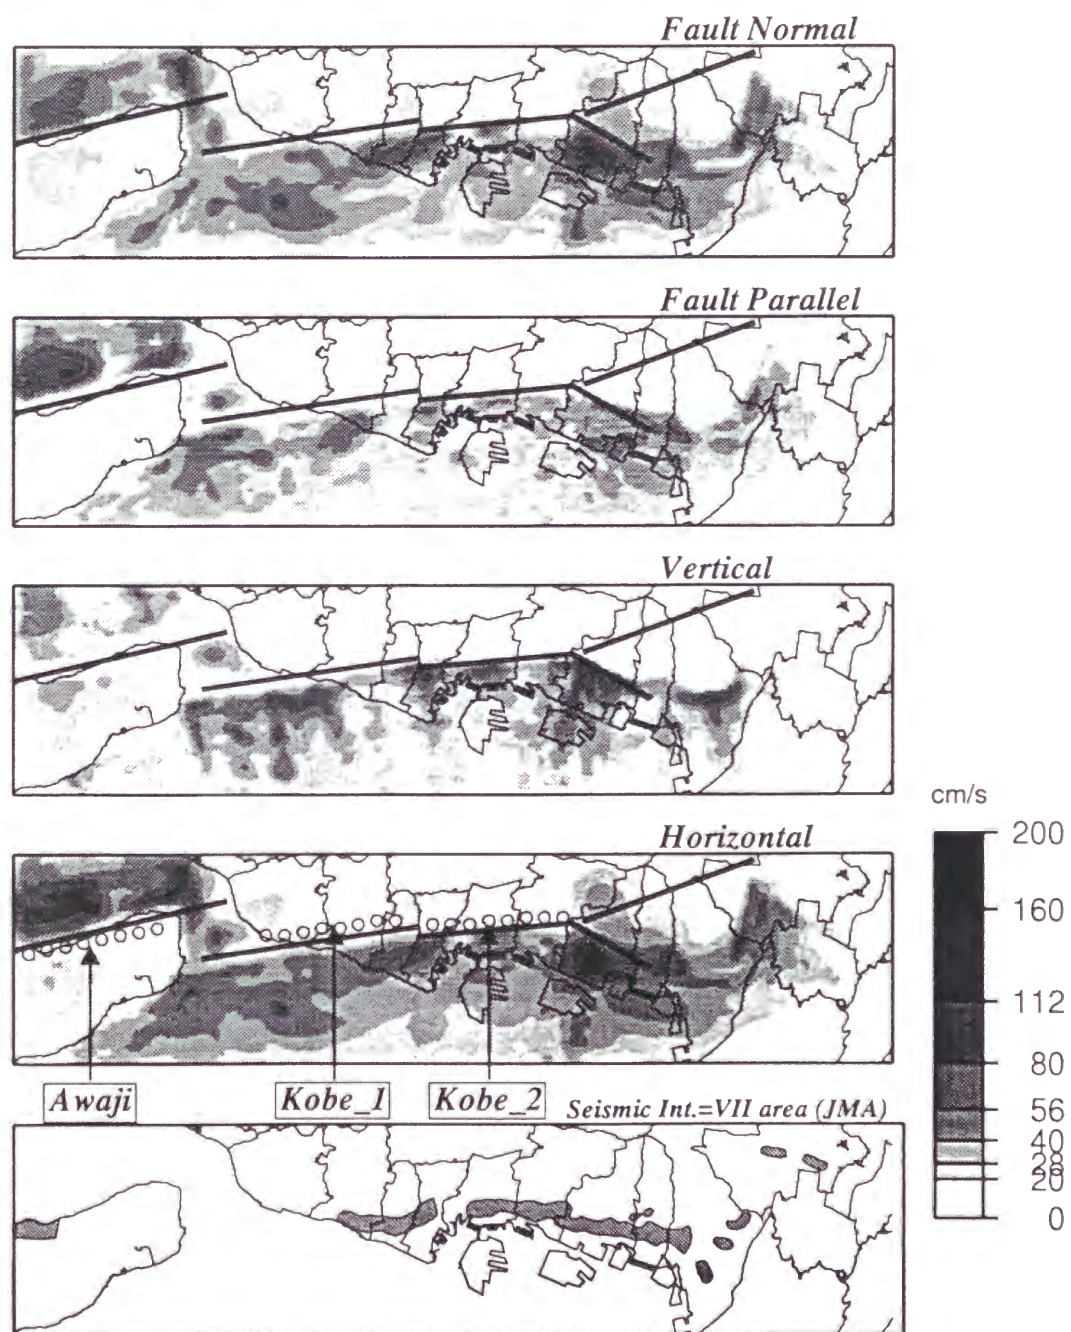 Fault Normal
Fault Parallel
Vertical
cm/s
Horizontal
200
160
112
80
56
40
28
20
0
Awaji
Kobe_1
Kobe_2
Seismic Int.=VII area (JMA)